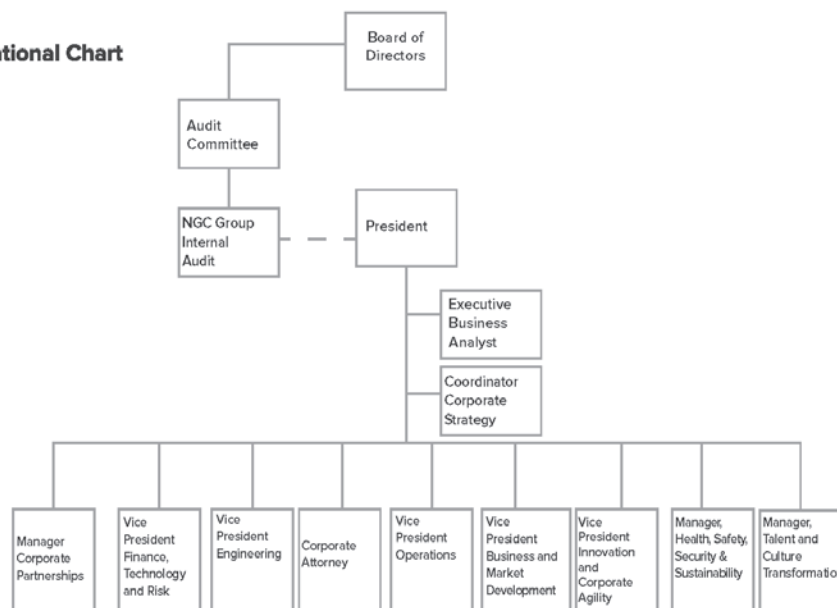 ational Chart
Board of
Directors
Audit
Committee
NGC Group
Internal
Audit
President
Executive
Business
Analyst
Coordinator
Corporate
Strategy
Manager
Corporate
Partnerships
Vice
President
Finance,
Technology
and Risk
Vice
President
Engineering
Corporate
Attorney
Vice
President
Operations
Vice
President
Business and
Market
Development
Vice
President
Innovation
and
Corporate
Agility
Manager,
Health, Safety,
Security &
Sustainability
Manager,
Talent and
Culture
Transformatio